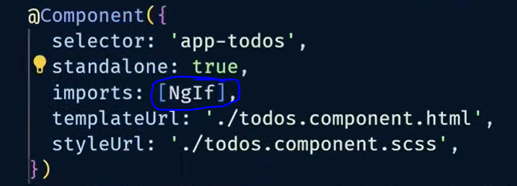 @Component({
selector: 'app-todos',
standalone: true,
imports: [NgIf],
templateUrl: './todos.component.html',
styleUrl: './todos.component.scss',
})